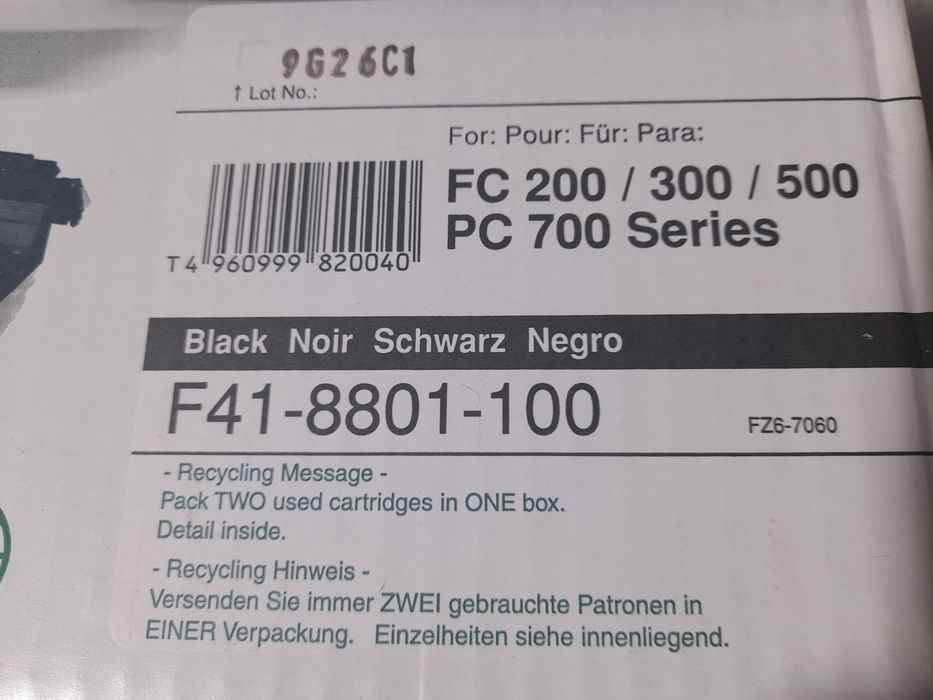 9G26C1
↑ Lot No.:
For: Pour: Für: Para:
FC 200 / 300 / 500
PC 700 Series
T4 960999 820040
Black Noir Schwarz Negro
F41-8801-100
FZ6-7060
- Recycling Message -
Pack TWO used cartridges in ONE box.
Detail inside.
- Recycling Hinweis -
Versenden Sie immer ZWEI gebrauchte Patronen in
EINER Verpackung. Einzelheiten siehe innenliegend.